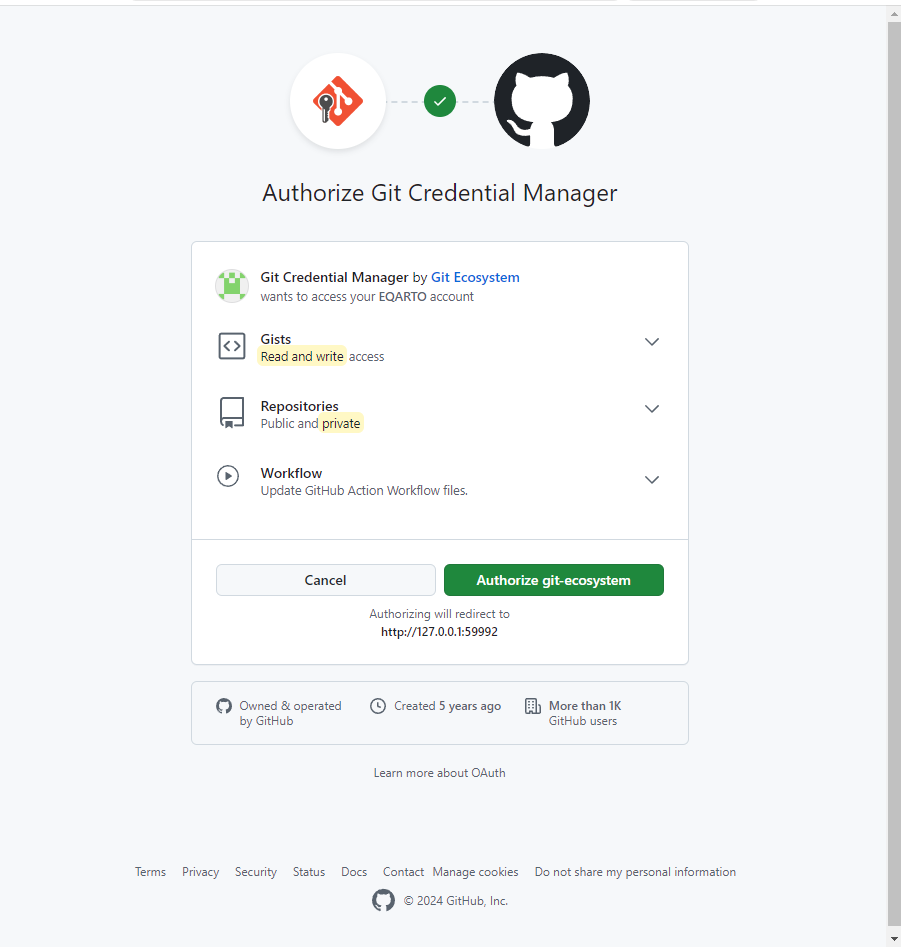 Authorize Git Credential Manager
Git Credential Manager by Git Ecosystem
wants to access your EQARTO account
Gists
Read and write access
Repositories
Public and private
Workflow
Update GitHub Action Workflow files.
Cancel
Authorize git-ecosystem
Authorizing will redirect to
http://127.0.0.1:59992
Owned & operated
by GitHub
Created 5 years ago
More than 1K
GitHub users
Learn more about OAuth
Terms Privacy Security Status Docs Contact Manage cookies Do not share my personal information
© 2024 GitHub, Inc.